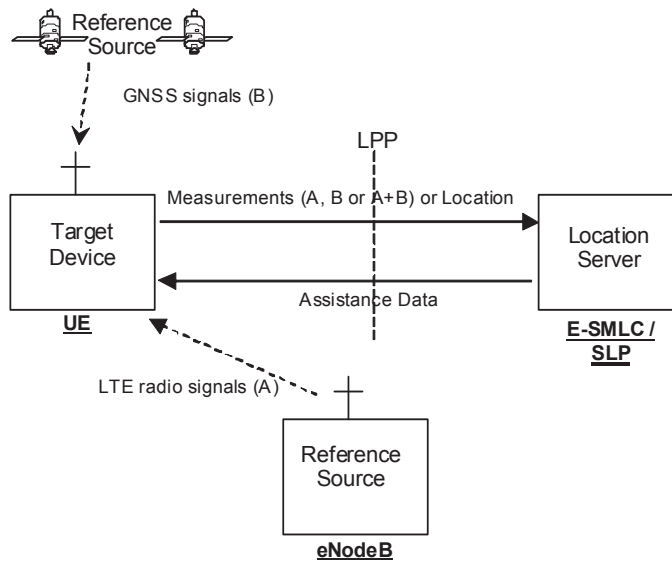 Reference
Source
GNSS signals (B)
LPP
Measurements (A, B or A+B) or Location
Target
Device
Location
Server
Assistance Data
UE
E-SMLC /
SLP
LTE radio signals (A)
Reference
Source
eNodeB